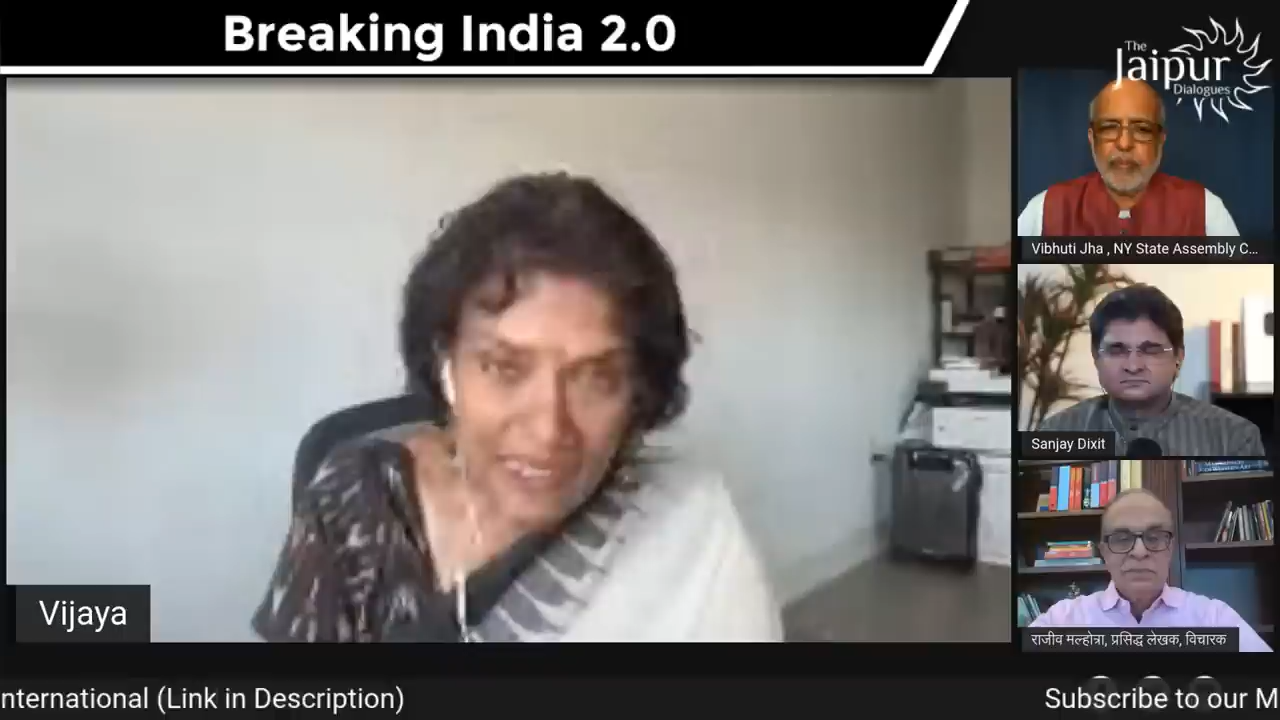 Breaking India 2.0
The
Jaipur
Dialogues
Vibhuti Jha , NY State Assembly C...
Sanjay Dixit
Vijaya
राजीव मल्होत्रा, प्रसिद्ध लेखक, विचारक
nternational (Link in Description)
Subscribe to our M